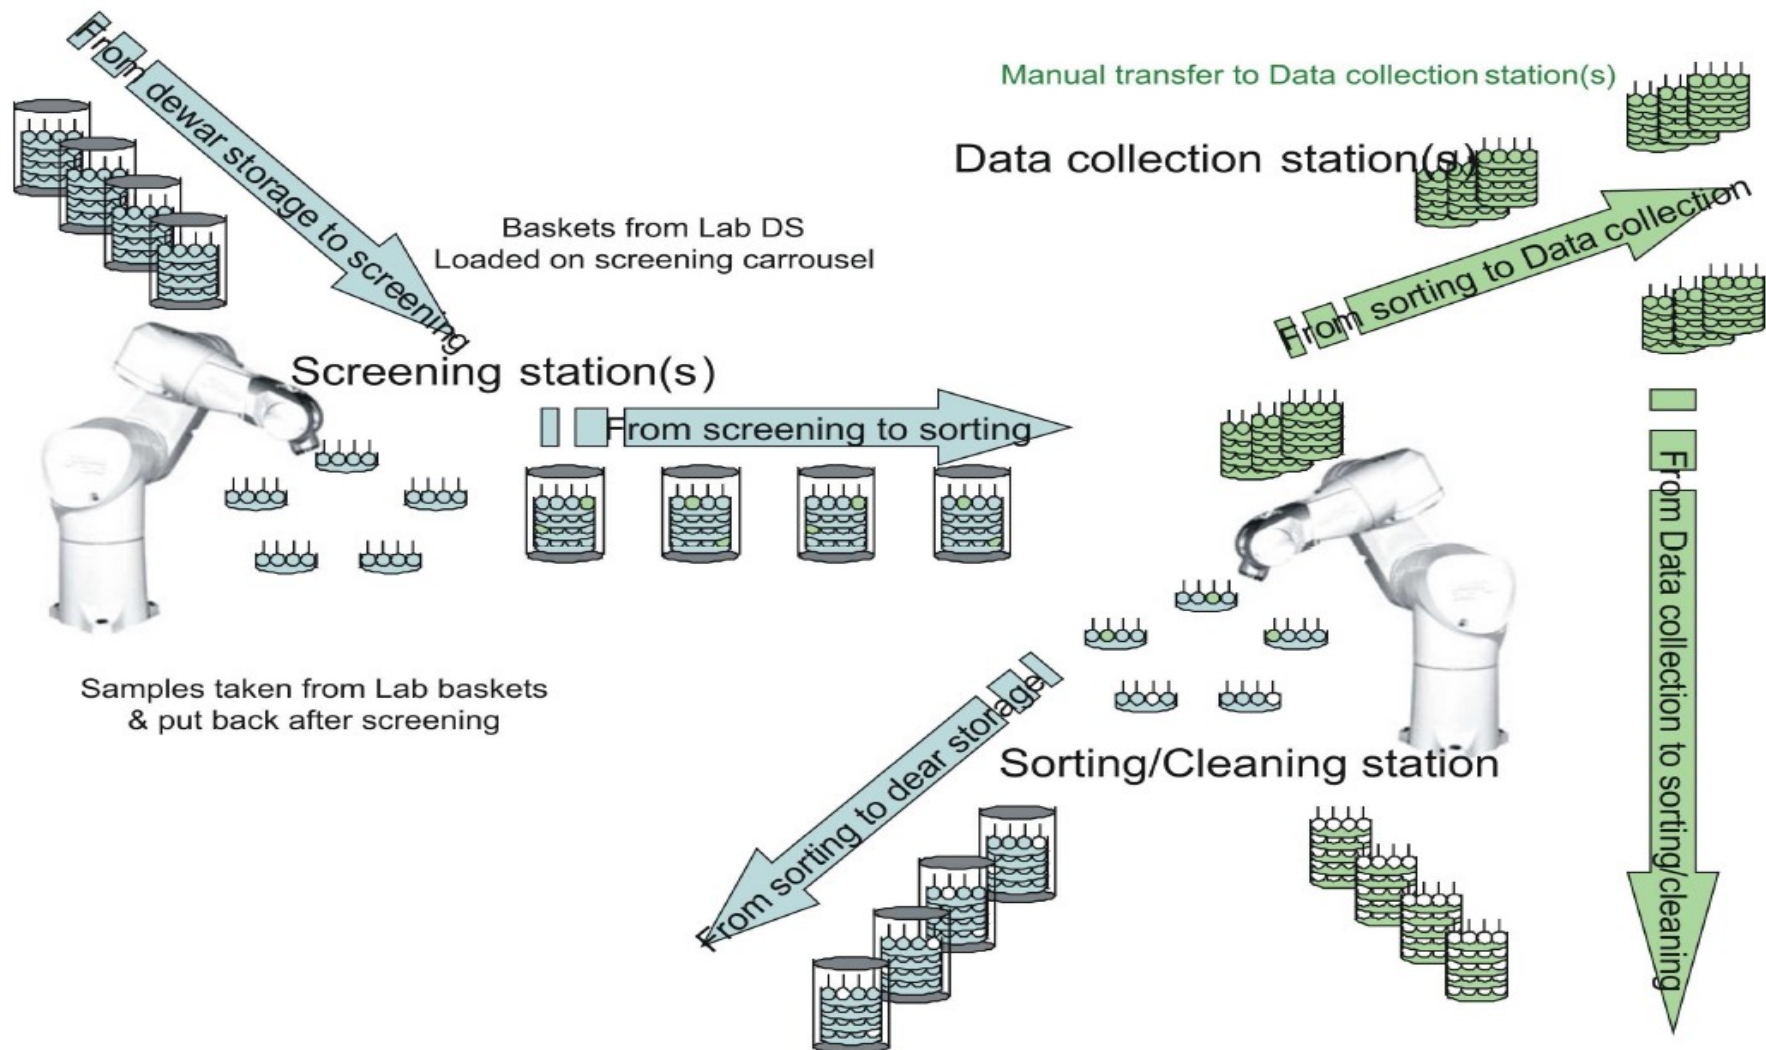 From dewar storage to screening
Manual transfer to Data collection station(s)
Data collection station(s)
Baskets from Lab DS
Loaded on screening carrousel
From sorting to Data collection
Screening station(s)
From screening to sorting
From Data collection to sorting/cleaning
Samples taken from Lab baskets
& put back after screening
From sorting to dear storage
Sorting/Cleaning station